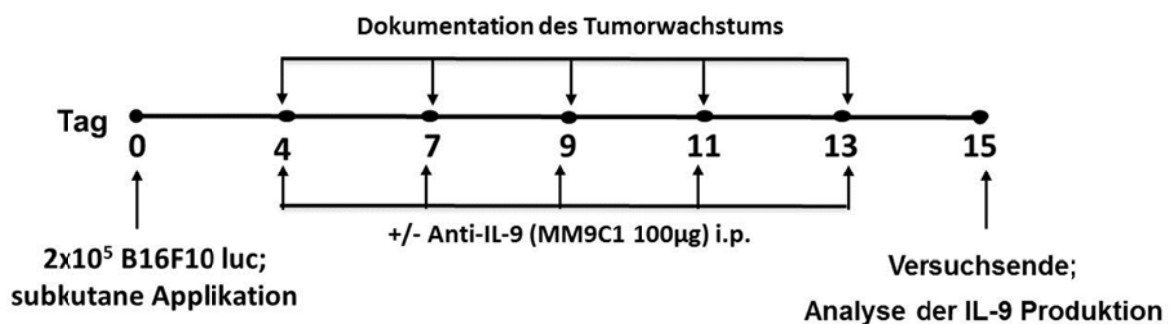 Dokumentation des Tumorwachstums
Tag
0 4 7 9 11 13 15
+/- Anti-IL-9 (MM9C1 100µg) i.p.
2x10⁵ B16F10 luc;
subkutane Applikation
Versuchsende;
Analyse der IL-9 Produktion